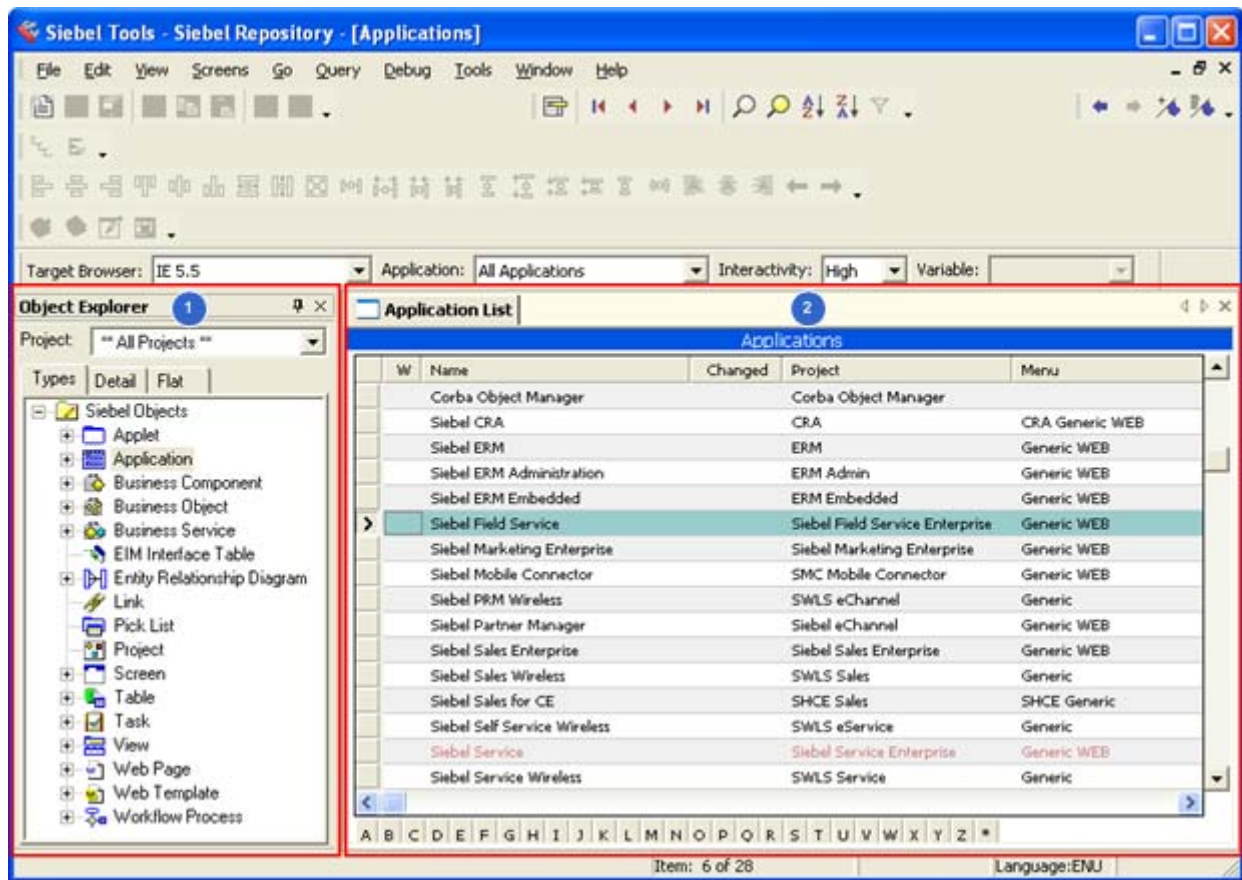 Siebel Tools - Siebel Repository - [Applications]
File Edit View Screens Go Query Debug Tools Window Help
Target Browser: IE 5.5 Application: All Applications Interactivity: High Variable:
Object Explorer 1
Project: ** All Projects **
Types Detail Flat
Siebel Objects
Applet
Application
Business Component
Business Object
Business Service
EIM Interface Table
Entity Relationship Diagram
Link
Pick List
Project
Screen
Table
Task
View
Web Page
Web Template
Workflow Process
Application List 2
Applications
W Name Changed Project Menu
Corba Object Manager Corba Object Manager
Siebel CRA CRA CRA Generic WEB
Siebel ERM ERM Generic WEB
Siebel ERM Administration ERM Admin Generic WEB
Siebel ERM Embedded ERM Embedded Generic WEB
Siebel Field Service Siebel Field Service Enterprise Generic WEB
Siebel Marketing Enterprise Siebel Marketing Enterprise Generic WEB
Siebel Mobile Connector SMC Mobile Connector Generic WEB
Siebel PRM Wireless SWLS eChannel Generic
Siebel Partner Manager Siebel eChannel Generic WEB
Siebel Sales Enterprise Siebel Sales Enterprise Generic WEB
Siebel Sales Wireless SWLS Sales Generic
Siebel Sales for CE SHCE Sales SHCE Generic
Siebel Self Service Wireless SWLS eService Generic
Siebel Service Siebel Service Enterprise Generic WEB
Siebel Service Wireless SWLS Service Generic
A B C D E F G H I J K L M N O P Q R S T U V W X Y Z *
Item: 6 of 28 Language:ENU